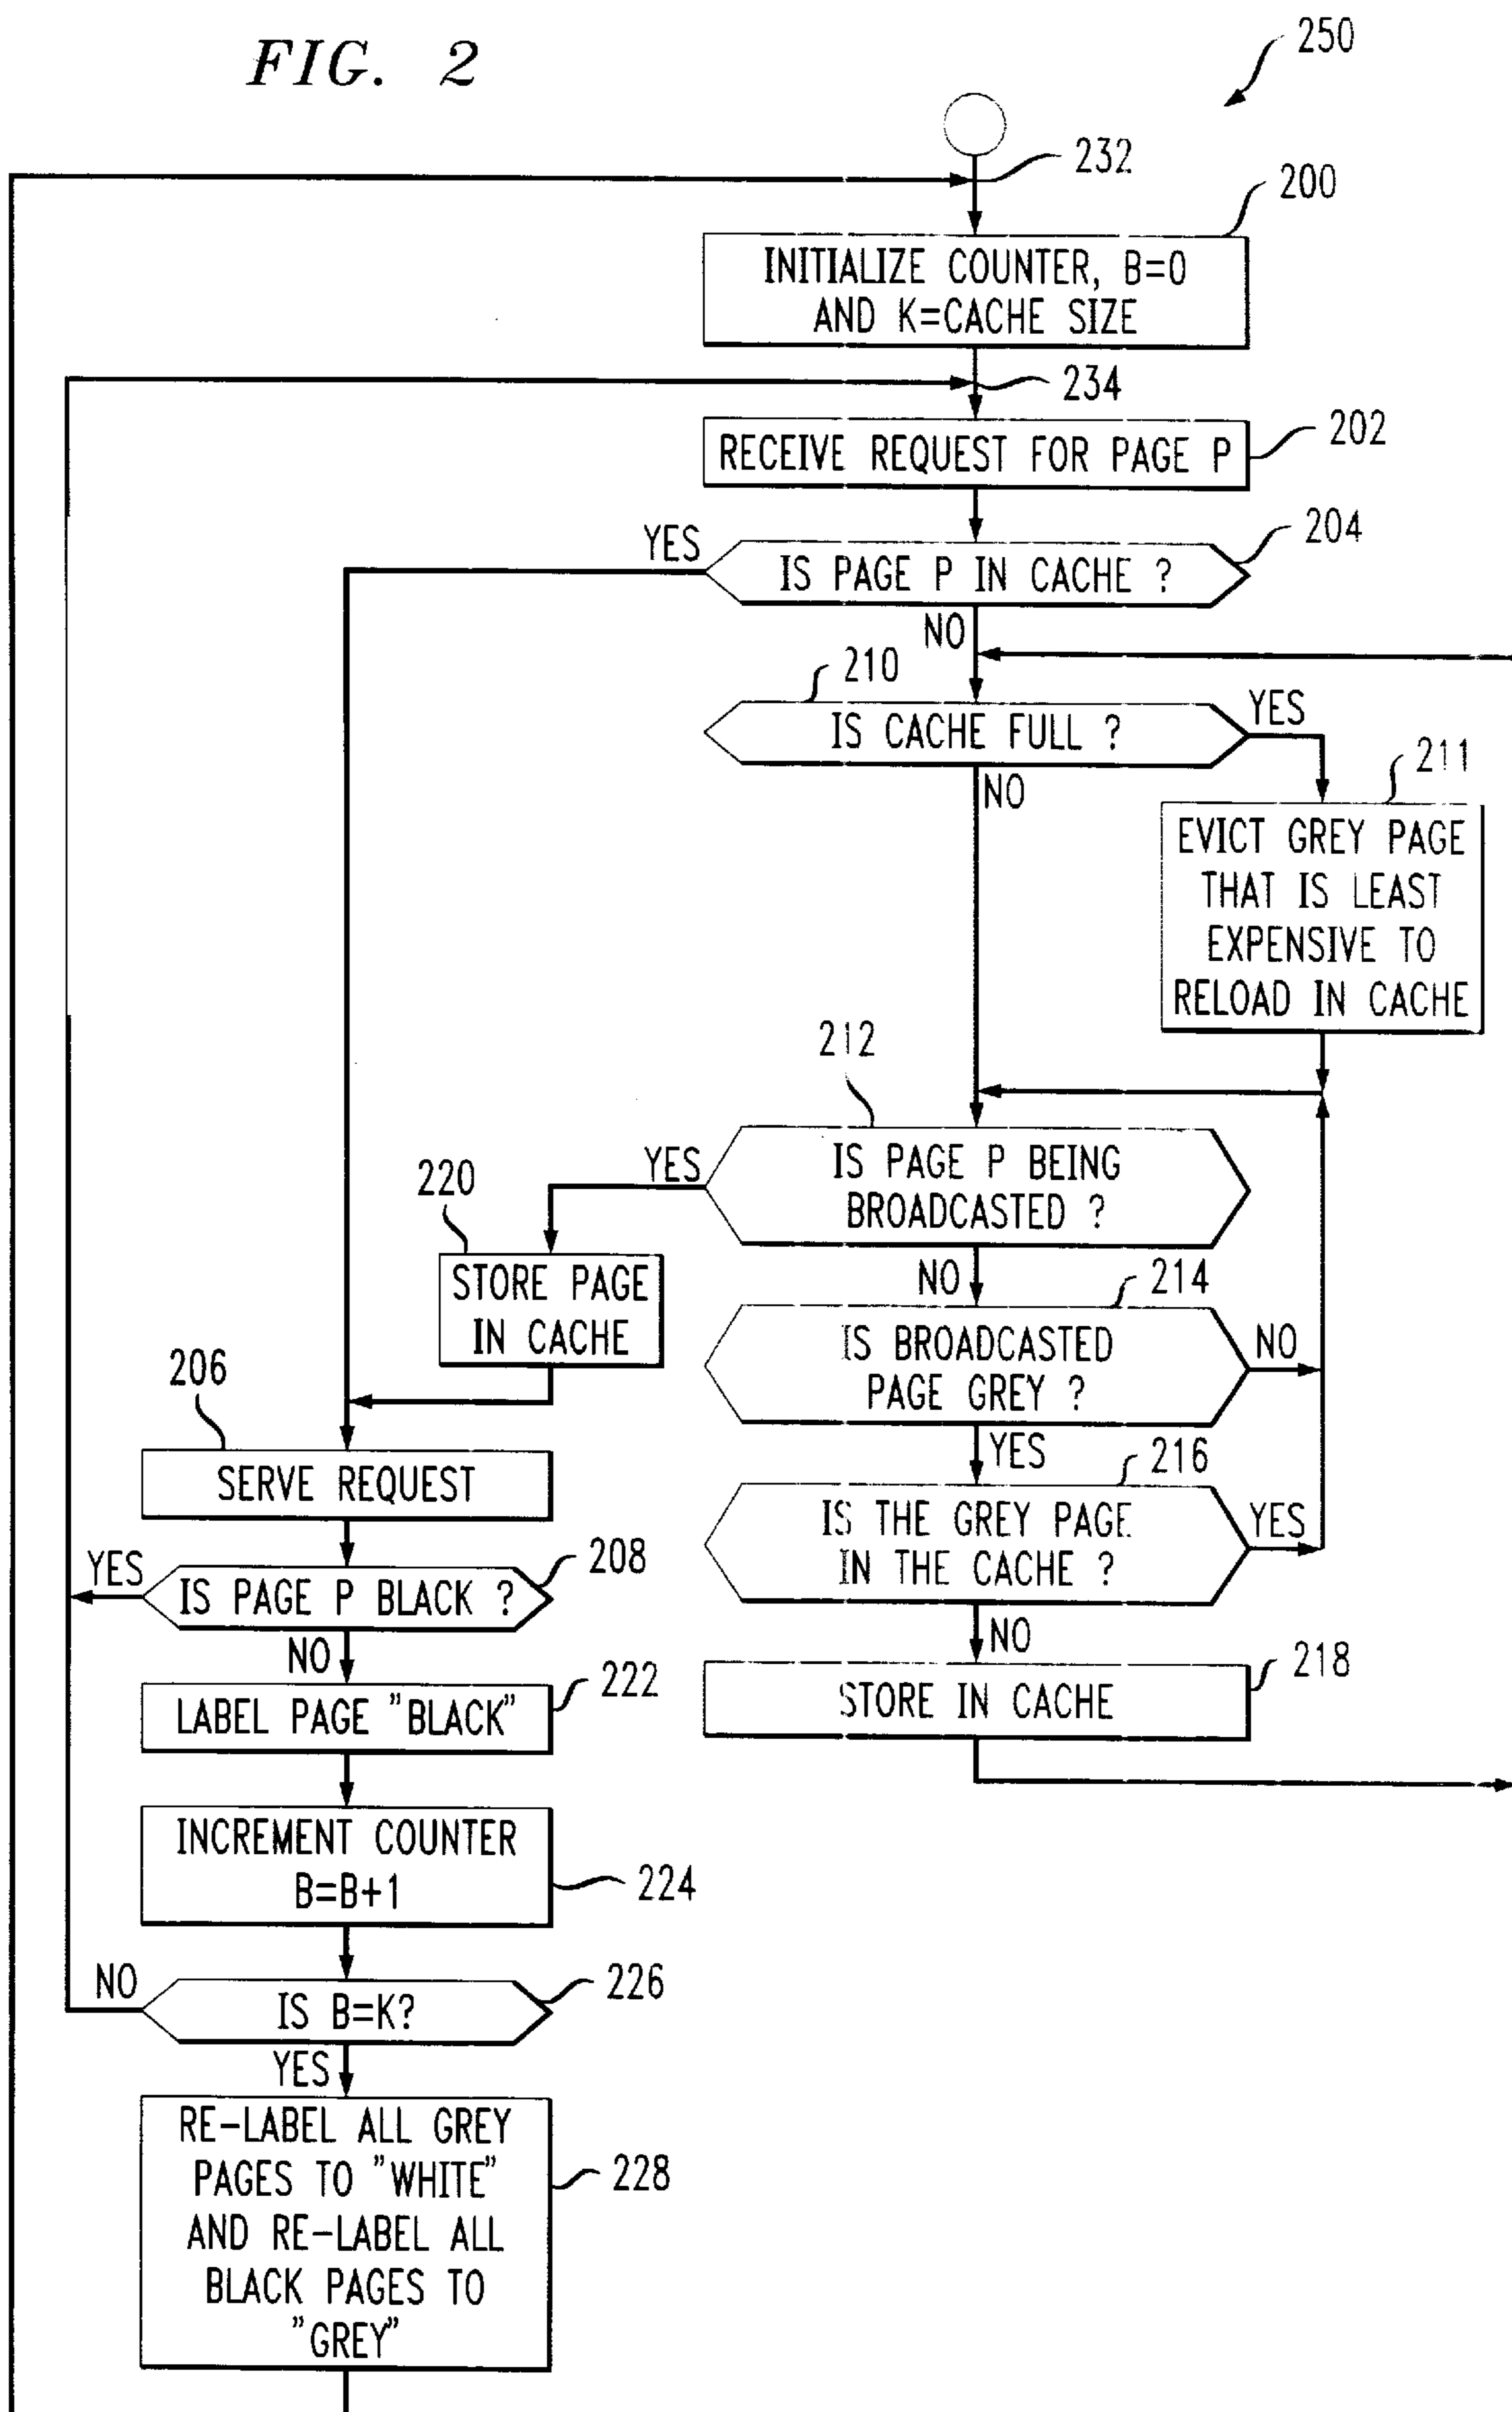 FIG. 2
250
232
200
INITIALIZE COUNTER, B=0
AND K=CACHE SIZE
234
202
RECEIVE REQUEST FOR PAGE P
204
YES
IS PAGE P IN CACHE ?
NO
210
IS CACHE FULL ?
YES
NO
211
EVICT GREY PAGE
THAT IS LEAST
EXPENSIVE TO
RELOAD IN CACHE
212
YES
IS PAGE P BEING
BROADCASTED ?
220
STORE PAGE
IN CACHE
NO
214
IS BROADCASTED
PAGE GREY ?
NO
206
SERVE REQUEST
YES
216
IS THE GREY PAGE
IN THE CACHE ?
YES
YES
208
IS PAGE P BLACK ?
NO
NO
218
STORE IN CACHE
222
LABEL PAGE "BLACK"
INCREMENT COUNTER
B=B+1
224
NO
226
IS B=K?
YES
RE-LABEL ALL GREY
PAGES TO "WHITE"
AND RE-LABEL ALL
BLACK PAGES TO
"GREY"
228